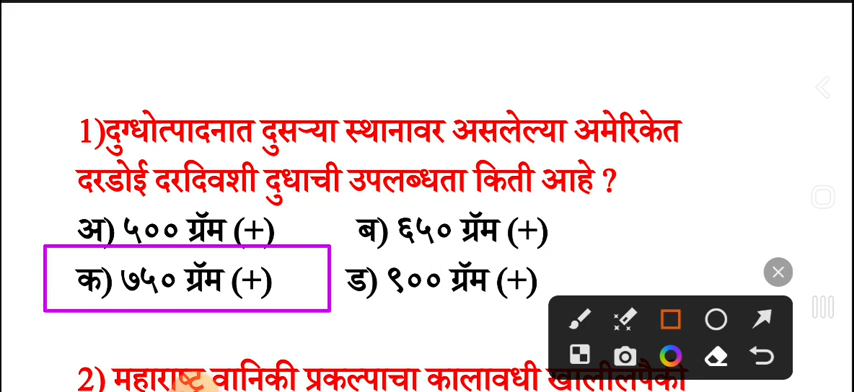 1)दुग्धोत्पादनात दुसऱ्या स्थानावर असलेल्या अमेरिकेत
दरडोई दरदिवशी दुधाची उपलब्धता किती आहे ?
अ) ५०० ग्रॅम (+) ब) ६५० ग्रॅम (+)
क) ७५० ग्रॅम (+) ड) ९०० ग्रॅम (+)
2) महाराष्ट्र वानिकी प्रकल्पाचा कालावधी खालीलपैकी